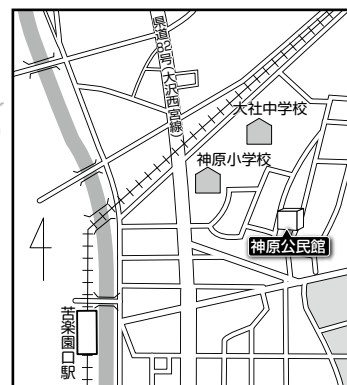 県道82号(大沢西宮線)
大社中学校
神原小学校
神原公民館
苦楽園口駅